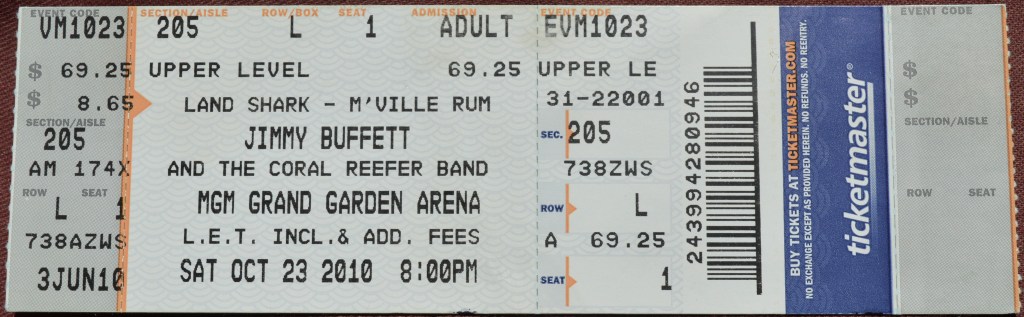 EVENT CODE
VM1023
$ 69.25
$ 8.65
SECTION/AISLE
205
AM 174X
ROW SEAT
L 1
738AZWS
3JUN10
SECTION/AISLE ROW/BOX SEAT ADMISSION
205 L 1 ADULT
UPPER LEVEL 69.25
LAND SHARK - M'VILLE RUM
JIMMY BUFFETT
AND THE CORAL REEFER BAND
MGM GRAND GARDEN ARENA
L.E.T. INCL.& ADD. FEES
SAT OCT 23 2010 8:00PM
EVENT CODE
EVM1023
UPPER LE
31-22001
SEC. 205
738ZWS
ROW L
A 69.25
SEAT 1
243994280946
BUY TICKETS AT TICKETMASTER.COM
NO EXCHANGE EXCEPT AS PROVIDED HEREIN. NO REFUNDS. NO REENTRY.
ticketmaster®
EVENT CODE
$
$
SECTION/AISLE
ROW SEAT